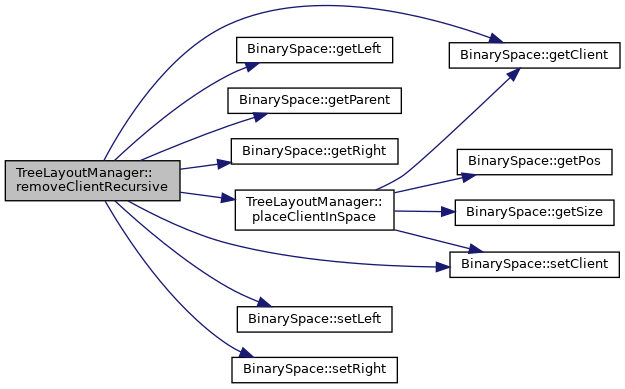 TreeLayoutManager::
removeClientRecursive
BinarySpace::getLeft
BinarySpace::getParent
BinarySpace::getRight
TreeLayoutManager::
placeClientInSpace
BinarySpace::setLeft
BinarySpace::setRight
BinarySpace::getClient
BinarySpace::getPos
BinarySpace::getSize
BinarySpace::setClient